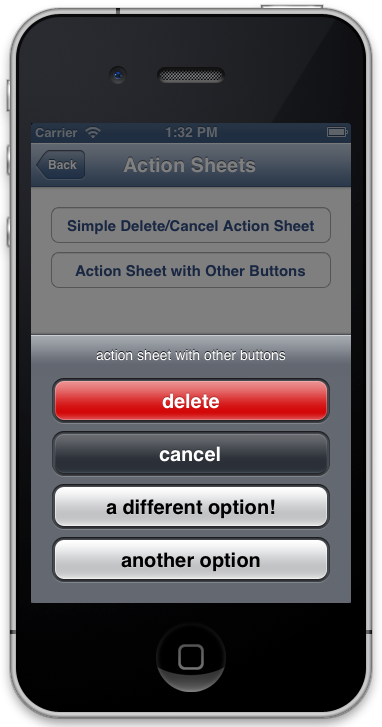 Carrier 1:32 PM
Back Action Sheets
Simple Delete/Cancel Action Sheet
Action Sheet with Other Buttons
action sheet with other buttons
delete
cancel
a different option!
another option